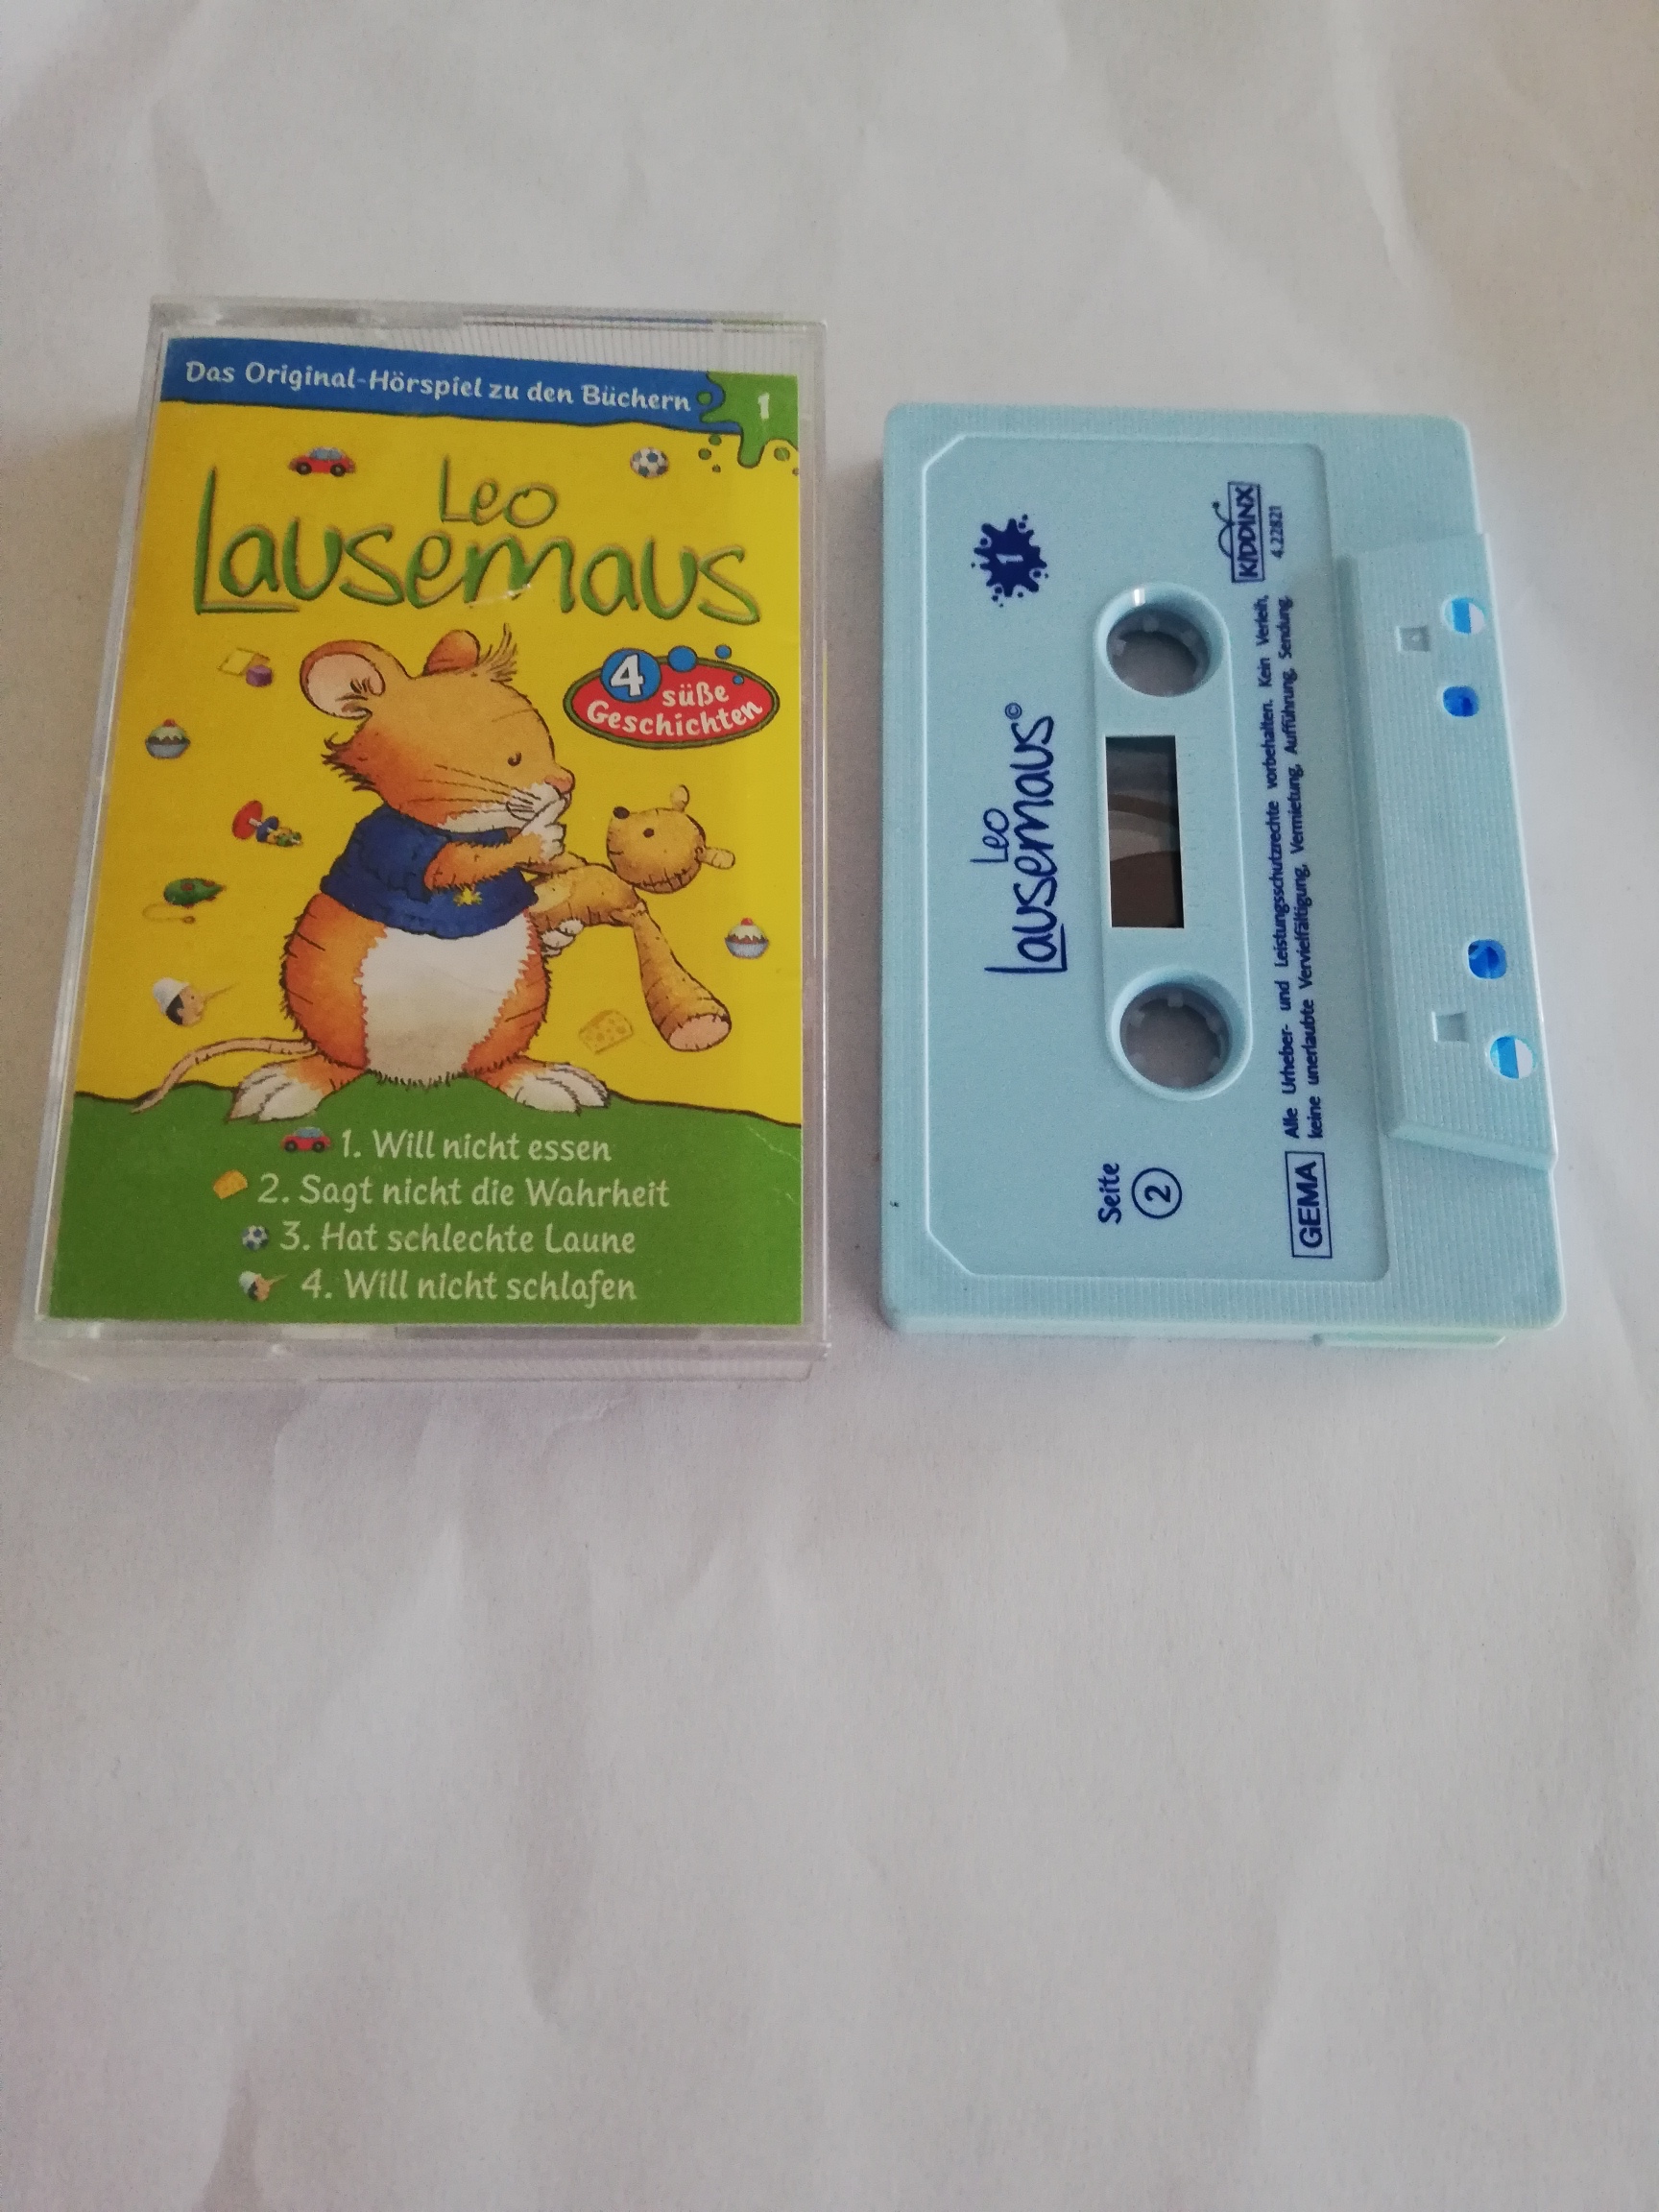 Das Original-Hörspiel zu den Büchern
1
Leo
Lausemaus
4
süße
Geschichten
1. Will nicht essen
2. Sagt nicht die Wahrheit
3. Hat schlechte Laune
4. Will nicht schlafen
1
Leo
Lausemaus©
Seite
2
KIDDINX
4.22821
GEMA
Alle Urheber- und Leistungsschutzrechte vorbehalten. Kein Verleih,
keine unerlaubte Vervielfältigung, Vermietung, Aufführung, Sendung.